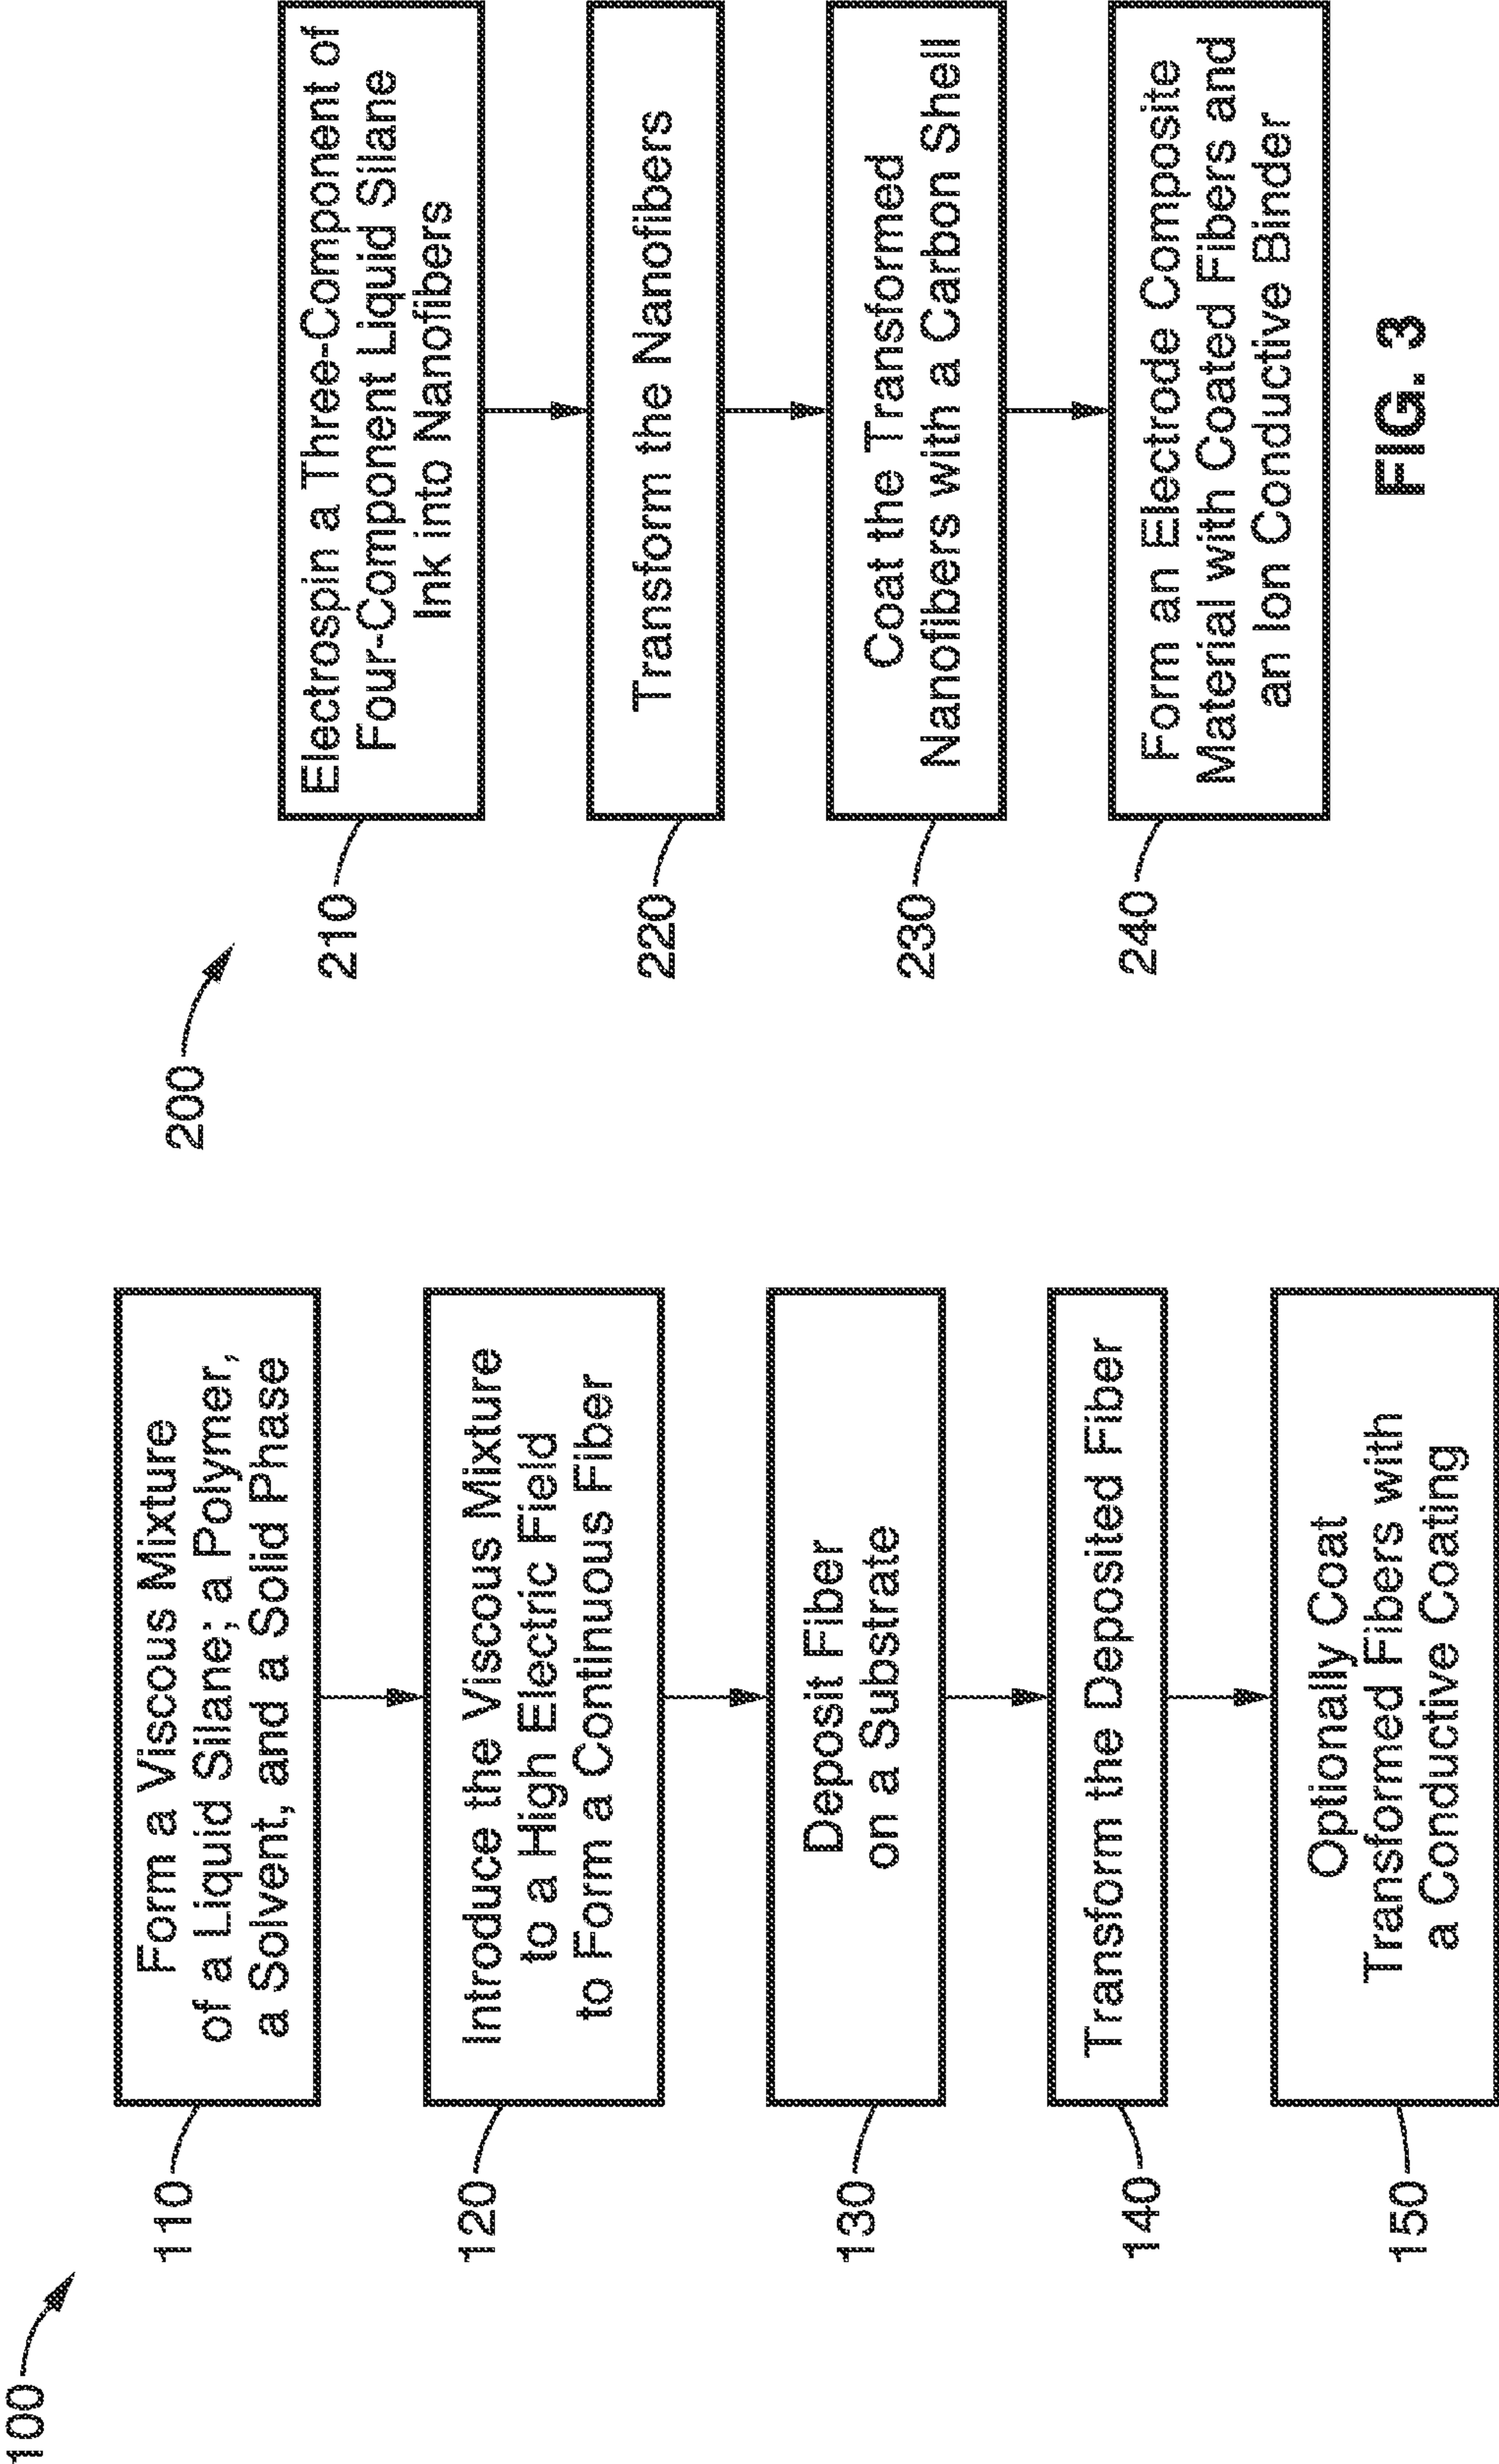 100
110
Form a Viscous Mixture
of a Liquid Silane; a Polymer,
a Solvent, and a Solid Phase
120
Introduce the Viscous Mixture
to a High Electric Field
to Form a Continuous Fiber
130
Deposit Fiber
on a Substrate
140
Transform the Deposited Fiber
150
Optionally Coat
Transformed Fibers with
a Conductive Coating
200
210
Electrospin a Three-Component of
Four-Component Liquid Silane
Ink into Nanofibers
220
Transform the Nanofibers
230
Coat the Transformed
Nanofibers with a Carbon Shell
240
Form an Electrode Composite
Material with Coated Fibers and
an Ion Conductive Binder
FIG. 3